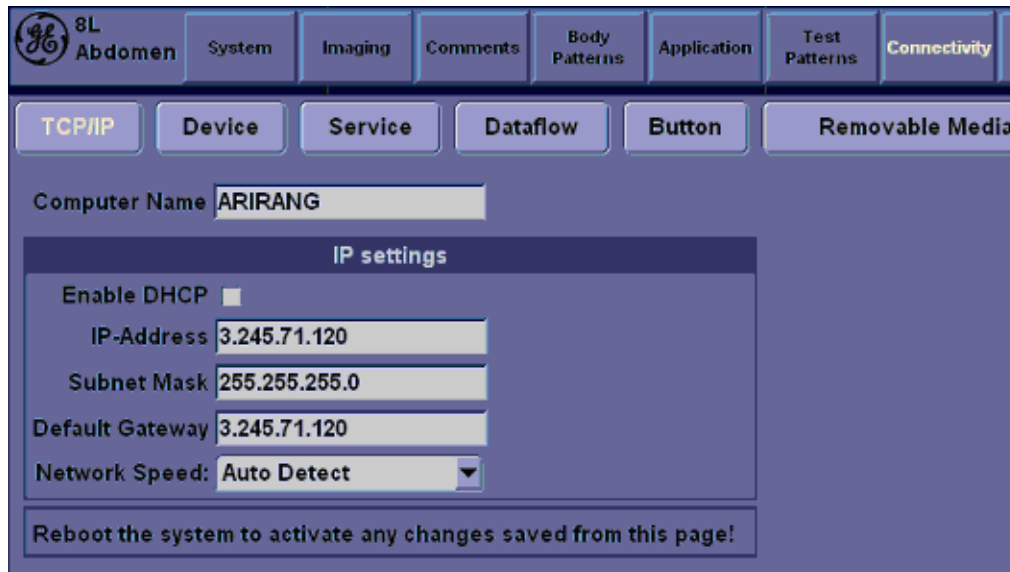 8L
Abdomen
System
Imaging
Comments
Body
Patterns
Application
Test
Patterns
Connectivity
TCP/IP
Device
Service
Dataflow
Button
Removable Media
Computer Name ARIRANG
IP settings
Enable DHCP
IP-Address 3.245.71.120
Subnet Mask 255.255.255.0
Default Gateway 3.245.71.120
Network Speed: Auto Detect
Reboot the system to activate any changes saved from this page!